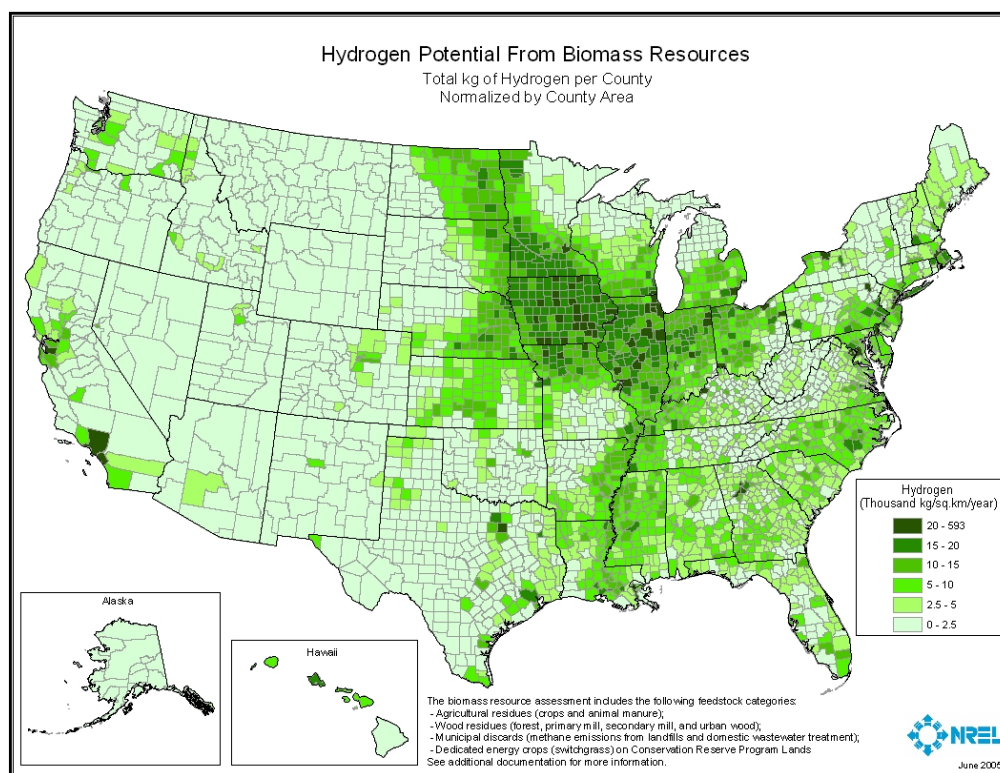 Hydrogen Potential From Biomass Resources
Total kg of Hydrogen per County
Normalized by County Area
Hydrogen
(Thousand kg/sq.km/year)
20 - 593
15 - 20
10 - 15
5 - 10
2.5 - 5
0 - 2.5
Alaska
Hawaii
The biomass resource assessment includes the following feedstock categories:
- Agricultural residues (crops and animal manure);
- Wood residues (forest, primary mill, secondary mill, and urban wood);
- Municipal discards (methane emissions from landfills and domestic wastewater treatment);
- Dedicated energy crops (switchgrass) on Conservation Reserve Program Lands
See additional documentation for more information.
NREL
June